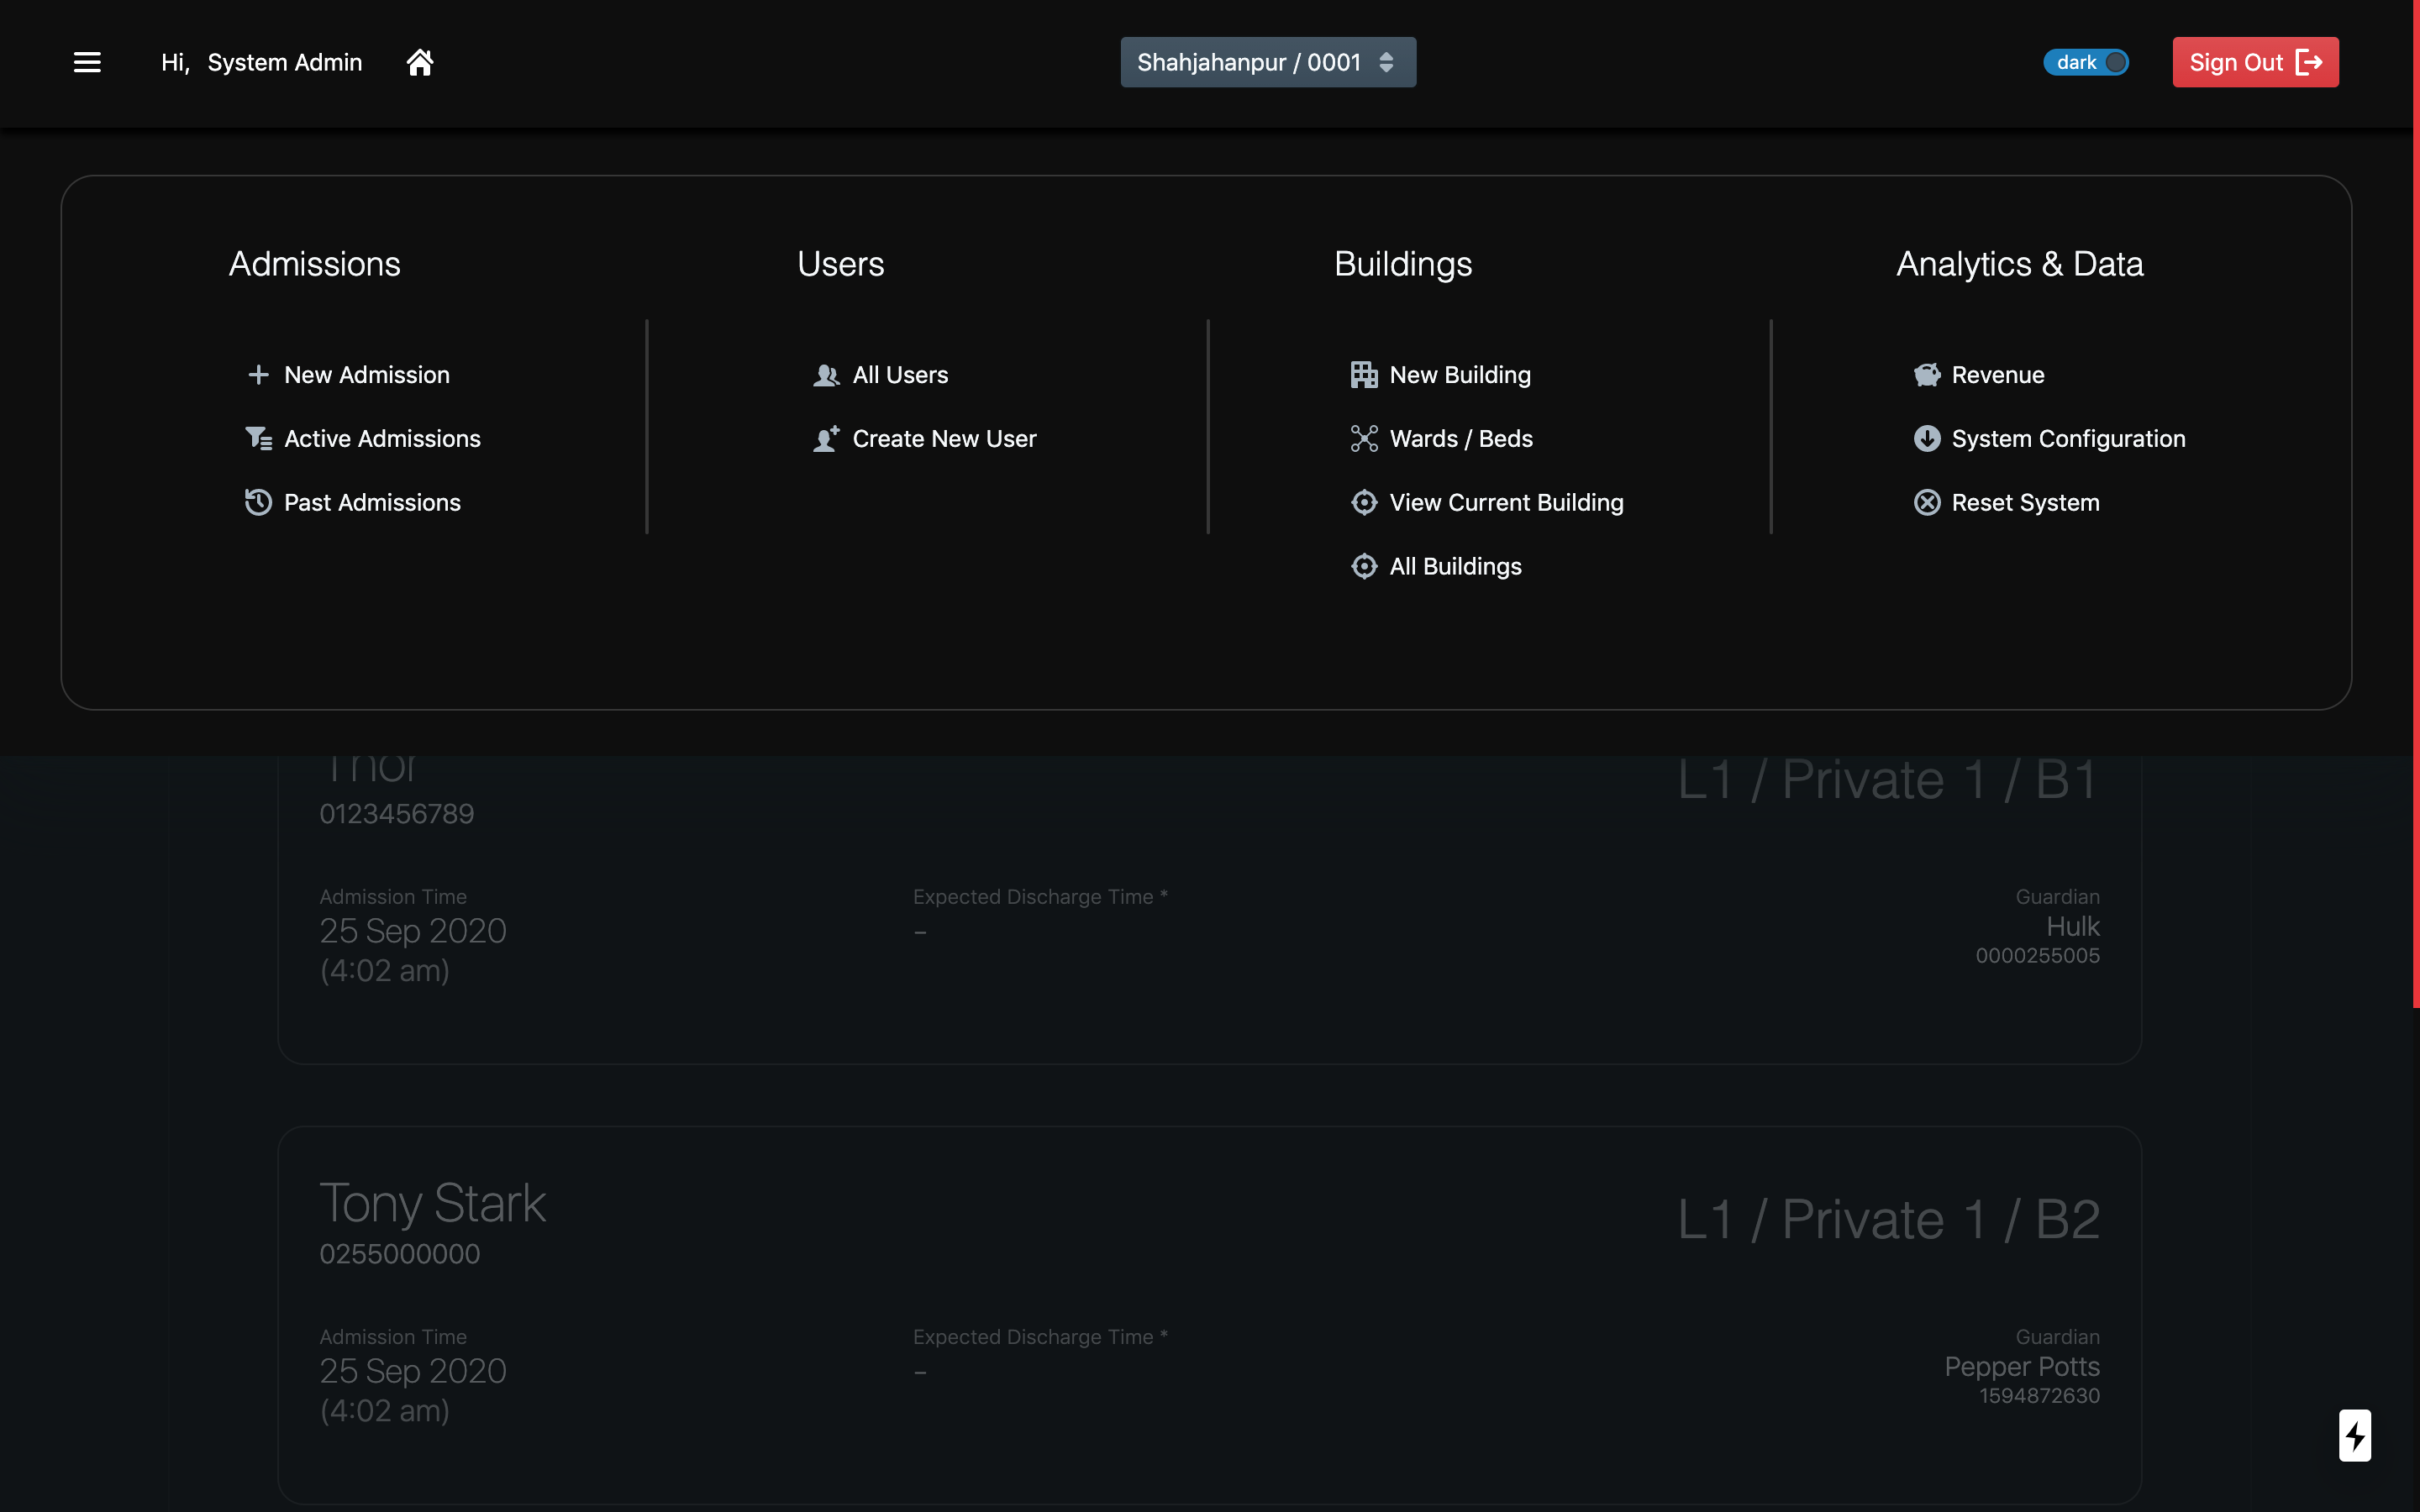 Hi, System Admin
Shahjahanpur / 0001
dark
Sign Out
Admissions
New Admission
Active Admissions
Past Admissions
Users
All Users
Create New User
Buildings
New Building
Wards / Beds
View Current Building
All Buildings
Analytics & Data
Revenue
System Configuration
Reset System
Thor
L1 / Private 1 / B1
0123456789
Admission Time
25 Sep 2020
(4:02 am)
Expected Discharge Time *
–
Guardian
Hulk
0000255005
Tony Stark
L1 / Private 1 / B2
0255000000
Admission Time
25 Sep 2020
(4:02 am)
Expected Discharge Time *
–
Guardian
Pepper Potts
1594872630